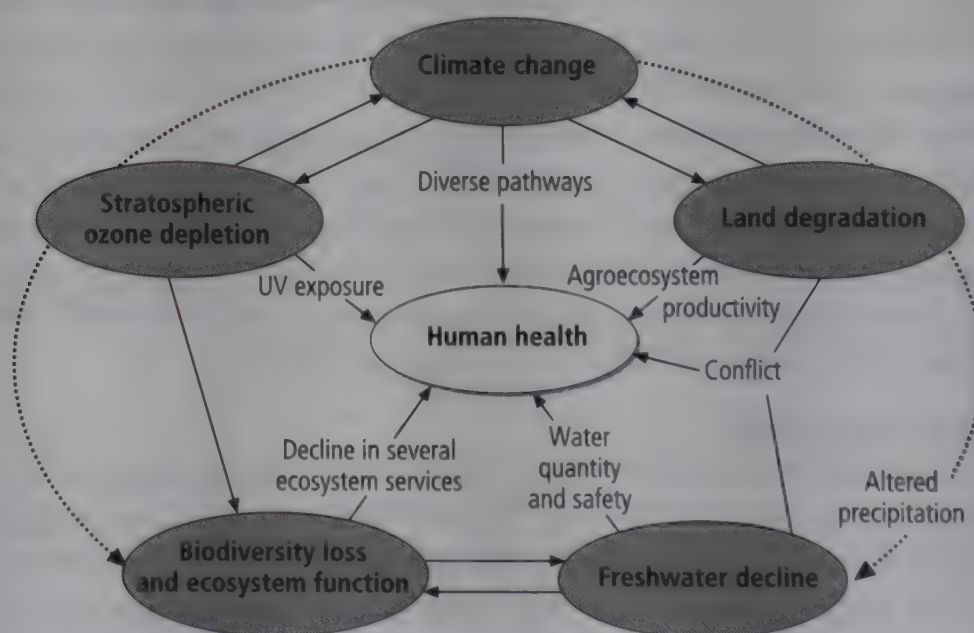 Climate change
Diverse pathways
Stratospheric
ozone depletion
Land degradation
UV exposure
Agroecosystem
productivity
Human health
Conflict
Decline in several
ecosystem services
Water
quantity
and safety
Altered
precipitation
Biodiversity loss
and ecosystem function
Freshwater decline